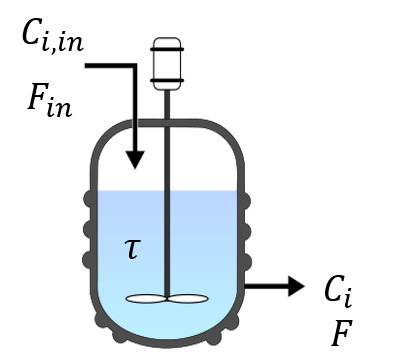 C_{i,in}
F_{in}
τ
C_i
F